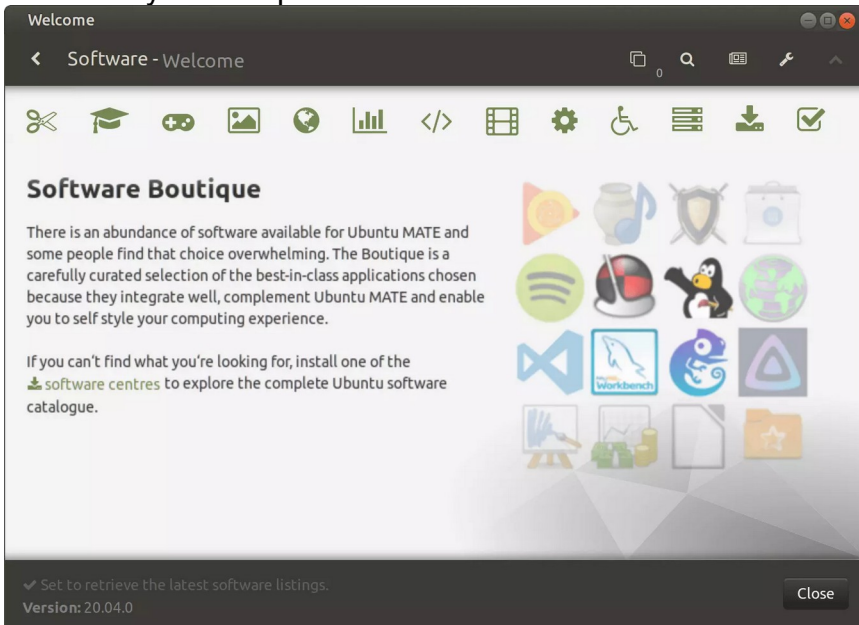 Welcome
Software - Welcome
0
Software Boutique
There is an abundance of software available for Ubuntu MATE and
some people find that choice overwhelming. The Boutique is a
carefully curated selection of the best-in-class applications chosen
because they integrate well, complement Ubuntu MATE and enable
you to self style your computing experience.
If you can't find what you're looking for, install one of the
software centres to explore the complete Ubuntu software
catalogue.
Workbench
Set to retrieve the latest software listings.
Version: 20.04.0
Close